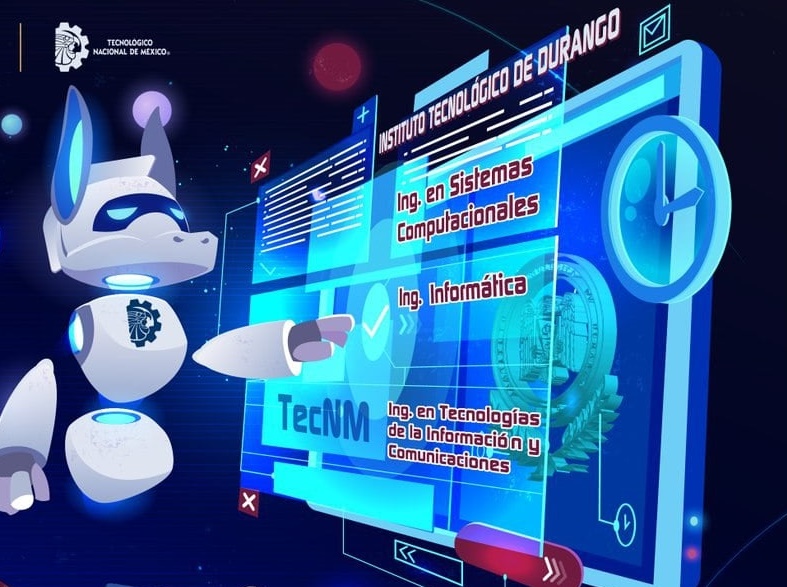 TECNOLÓGICO
NACIONAL DE MÉXICO®
INSTITUTO TECNOLÓGICO DE DURANGO
Ing. en Sistemas
Computacionales
Ing. Informática
TecNM
Ing. en Tecnologías
de la Información y
Comunicaciones